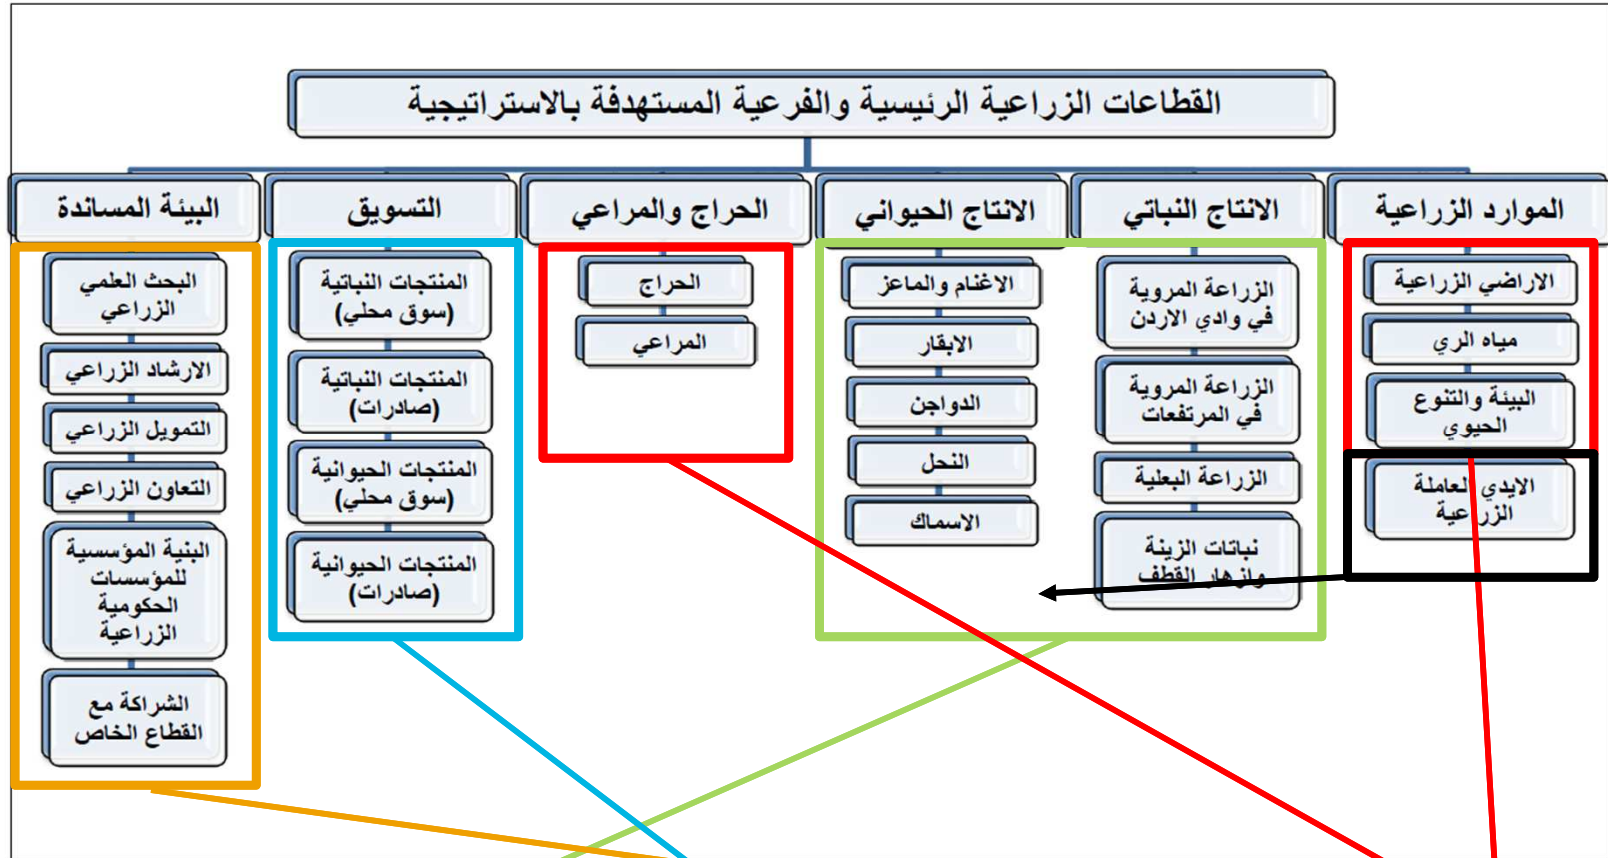 القطاعات الزراعية الرئيسية والفرعية المستهدفة بالاستراتيجية
الموارد الزراعية
الاراضي الزراعية
مياه الري
البيئة والتنوع
الحيوي
الايدي العاملة
الزراعية
الانتاج النباتي
الزراعة المروية
في وادي الاردن
الزراعة المروية
في المرتفعات
الزراعة البعلية
نباتات الزينة
وازهار القطف
الانتاج الحيواني
الاغنام والماعز
الابقار
الدواجن
النحل
الاسماك
الحراج والمراعي
الحراج
المراعي
التسويق
المنتجات النباتية
(سوق محلي)
المنتجات النباتية
(صادرات)
المنتجات الحيوانية
(سوق محلي)
المنتجات الحيوانية
(صادرات)
البيئة المساندة
البحث العلمي
الزراعي
الارشاد الزراعي
التمويل الزراعي
التعاون الزراعي
البنية المؤسسية
للمؤسسات
الحكومية
الزراعية
الشراكة مع
القطاع الخاص